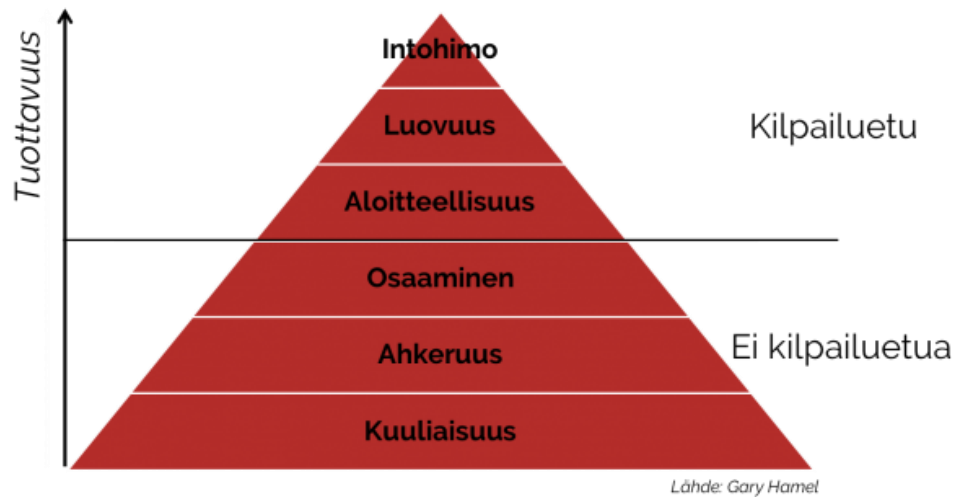 Tuottavuus
Intohimo
Luovuus
Kilpailuetu
Aloitteellisuus
Osaaminen
Ahkeruus
Ei kilpailuetua
Kuuliaisuus
Lähde: Gary Hamel